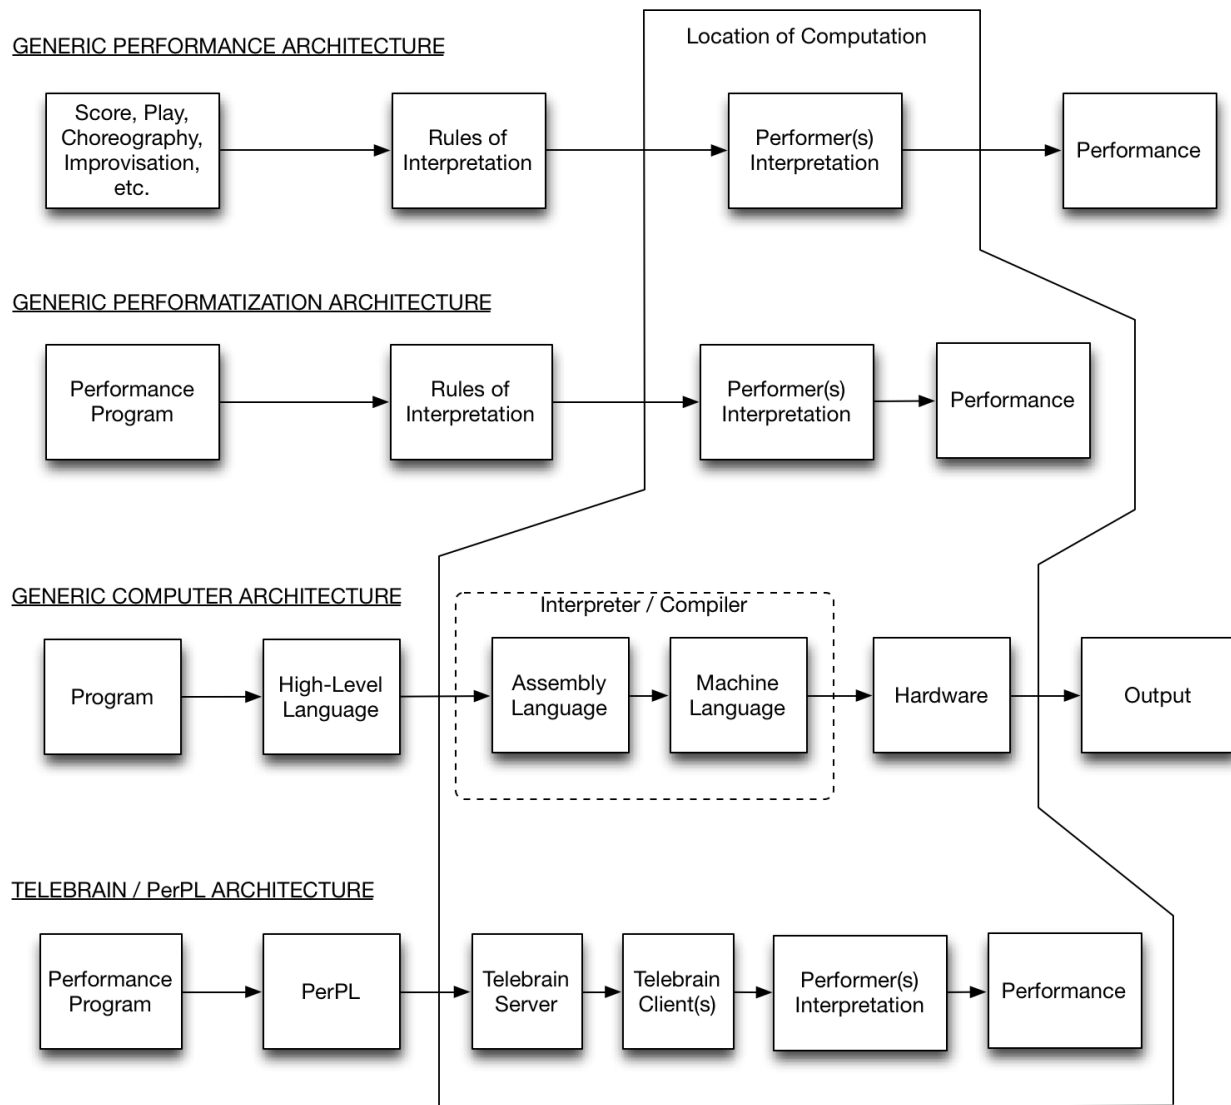 Location of Computation
GENERIC PERFORMANCE ARCHITECTURE
Score, Play,
Choreography,
Improvisation,
etc.
Rules of
Interpretation
Performer(s)
Interpretation
Performance
GENERIC PERFORMATIZATION ARCHITECTURE
Performance
Program
Rules of
Interpretation
Performer(s)
Interpretation
Performance
GENERIC COMPUTER ARCHITECTURE
Interpreter / Compiler
Program
High-Level
Language
Assembly
Language
Machine
Language
Hardware
Output
TELEBRAIN / PerPL ARCHITECTURE
Performance
Program
PerPL
Telebrain
Server
Telebrain
Client(s)
Performer(s)
Interpretation
Performance